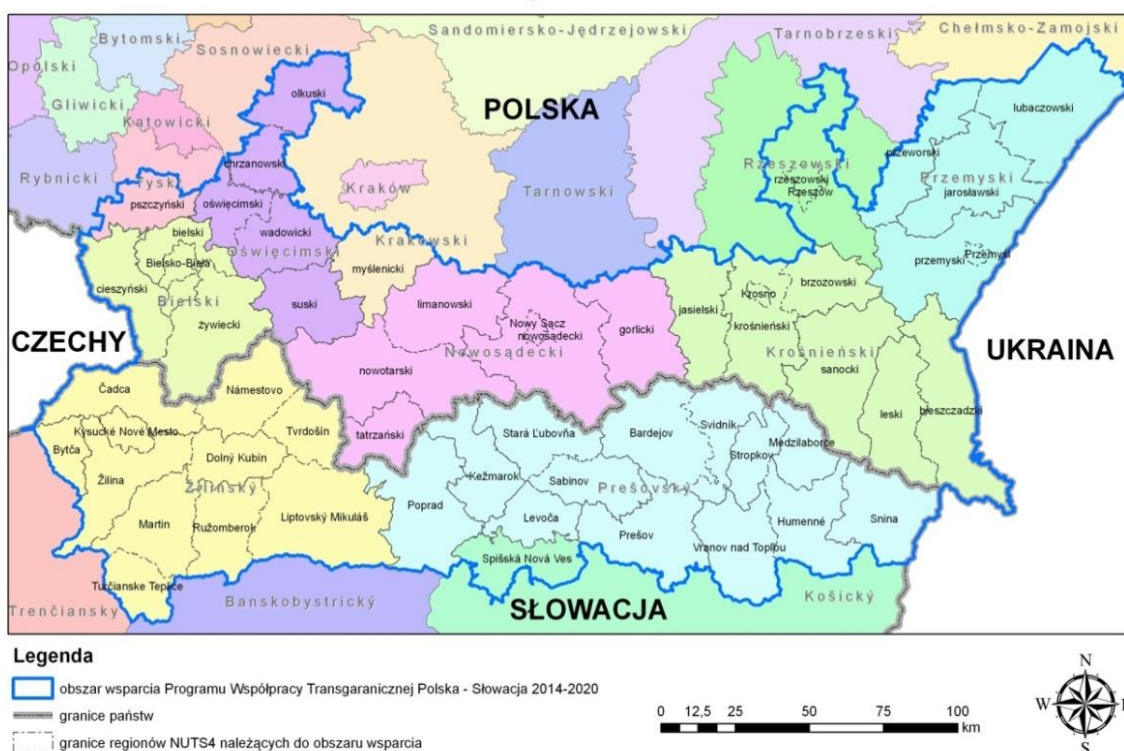 Bytomski
Sosnowiecki
Sandomiersko-Jędrzejowski
Tarnobrzeski
Chełmsko-Zamojski
Opolski
Gliwicki
olkuski
POLSKA
lubaczowski
Katowicki
chrzanowski
Rzeszowski
przeworski
Rybnicki
Tyski
Kraków
Tarnowski
rzeszowski
Rzeszów
Przemyski
jarosławski
pszczyński
oświęcimski
bielski
wadowicki
Oświęcimski
Krakowski
Bielsko-Biała
myślenicki
przemyski
Przemyśl
cieszyński
Bielski
suski
limanowski
brzozowski
Krosno
jasielski
krośnieński
żywiecki
Nowy Sącz
nowosądecki
gorlicki
CZECHY
Nowosądecki
Krośnieński
UKRAINA
nowotarski
sanocki
Čadca
Námestovo
leski
bieszczadzki
Kysucké Nové Mesto
Tvrdošín
tatrzański
Stará Ľubovňa
Bardejov
Svidník
Medzilaborce
Stropkov
Bytča
Dolný Kubín
Žilina
Žilinský
Kežmarok
Sabinov
Prešovský
Poprad
Levoča
Martin
Ružomberok
Liptovský Mikuláš
Prešov
Humenné
Snina
Vranov nad Topľou
Spišská Nová Ves
Turčianske Teplice
Trenčiansky
Banskobystrický
SŁOWACJA
Košický
Legenda
obszar wsparcia Programu Współpracy Transgaranicznej Polska - Słowacja 2014-2020
granice państw
granice regionów NUTS4 należących do obszaru wsparcia
0 12,5 25 50 75 100
km
N
W
E
S